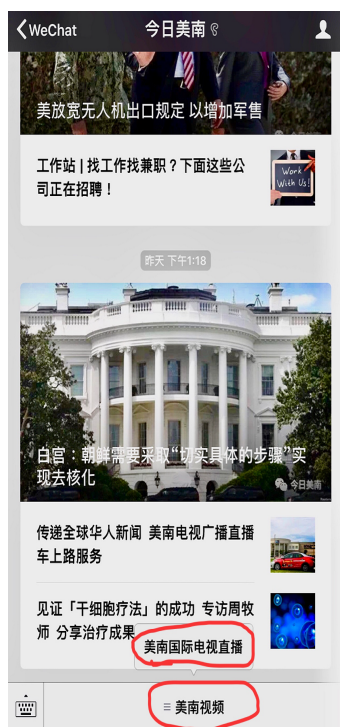 WeChat
今日美南
美放宽无人机出口规定 以增加军售
工作站 | 找工作找兼职？下面这些公
司正在招聘！
Work
With Us!
昨天 下午1:18
白宫：朝鲜需要采取“切实具体的步骤”实
现去核化
今日美南
传递全球华人新闻 美南电视广播直播
车上路服务
见证「干细胞疗法」的成功 专访周牧
师 分享治疗成果
美南国际电视直播
美南视频